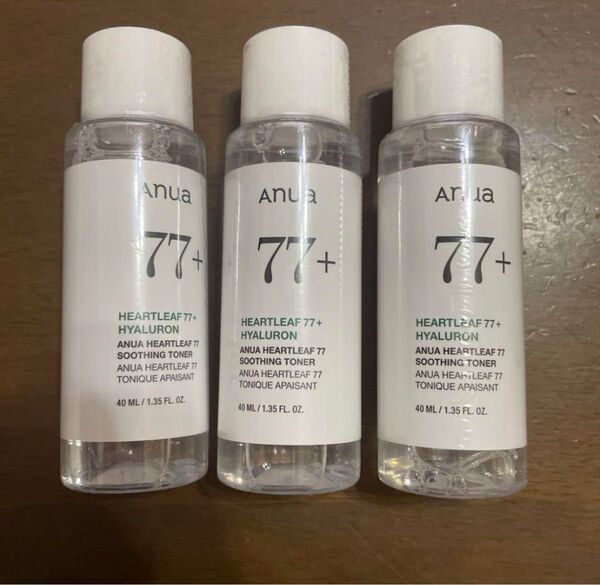 Anua
77+
HEARTLEAF 77+
HYALURON
ANUA HEARTLEAF 77
SOOTHING TONER
ANUA HEARTLEAF 77
TONIQUE APAISANT
40 ML / 1.35 FL. OZ.
Anua
77+
HEARTLEAF 77+
HYALURON
ANUA HEARTLEAF 77
SOOTHING TONER
ANUA HEARTLEAF 77
TONIQUE APAISANT
40 ML / 1.35 FL. OZ.
Anua
77+
HEARTLEAF 77+
HYALURON
ANUA HEARTLEAF 77
SOOTHING TONER
ANUA HEARTLEAF 77
TONIQUE APAISANT
40 ML / 1.35 FL. OZ.